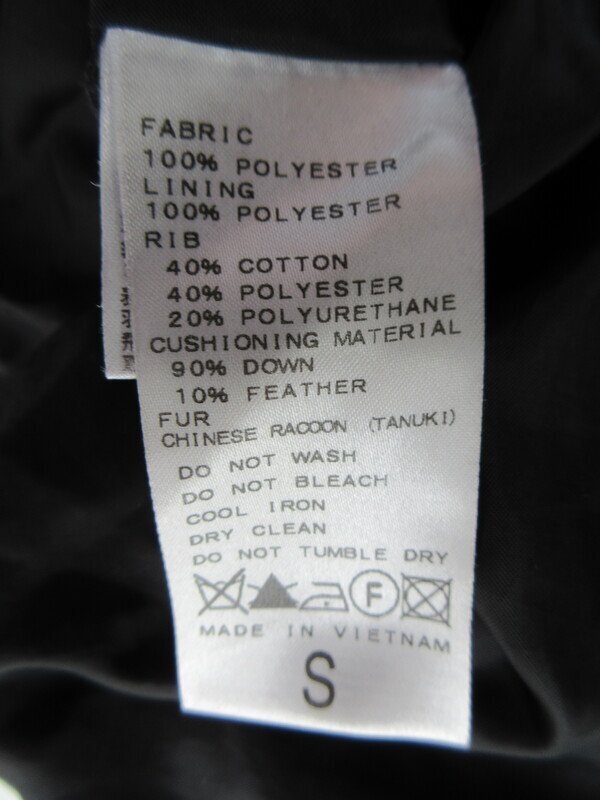 FABRIC
100% POLYESTER
LINING
100% POLYESTER
RIB
40% COTTON
40% POLYESTER
20% POLYURETHANE
CUSHIONING MATERIAL
90% DOWN
10% FEATHER
FUR
CHINESE RACOON (TANUKI)
DO NOT WASH
DO NOT BLEACH
COOL IRON
DRY CLEAN
DO NOT TUMBLE DRY
F
MADE IN VIETNAM
S